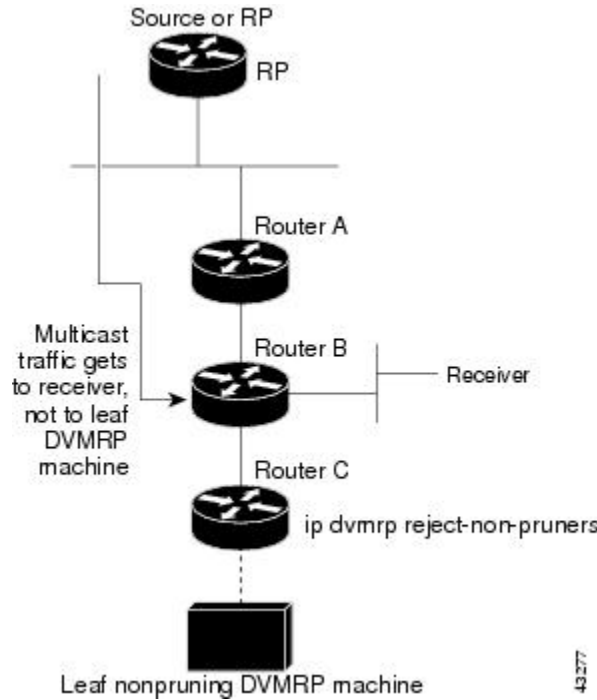 Source or RP
RP
Router A
Multicast
traffic gets
to receiver,
not to leaf
DVMRP
machine
Router B
Receiver
Router C
ip dvmrp reject-non-pruners
Leaf nonpruning DVMRP machine
43277